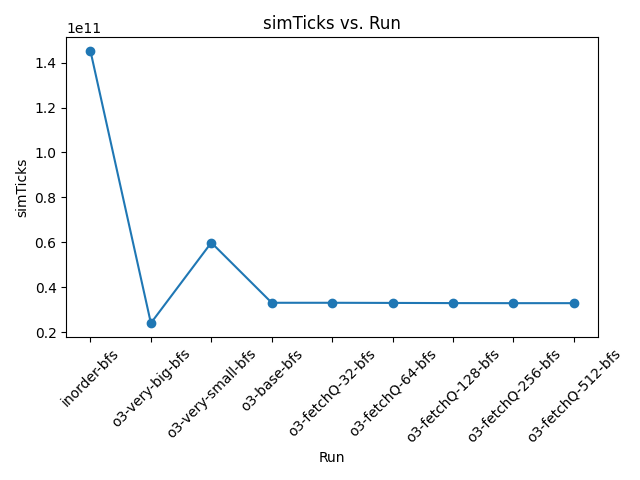 simTicks vs. Run
1e11
1.4
1.2
1.0
0.8
0.6
0.4
0.2
simTicks
inorder-bfs
o3-very-big-bfs
o3-very-small-bfs
o3-base-bfs
o3-fetchQ-32-bfs
o3-fetchQ-64-bfs
o3-fetchQ-128-bfs
o3-fetchQ-256-bfs
o3-fetchQ-512-bfs
Run